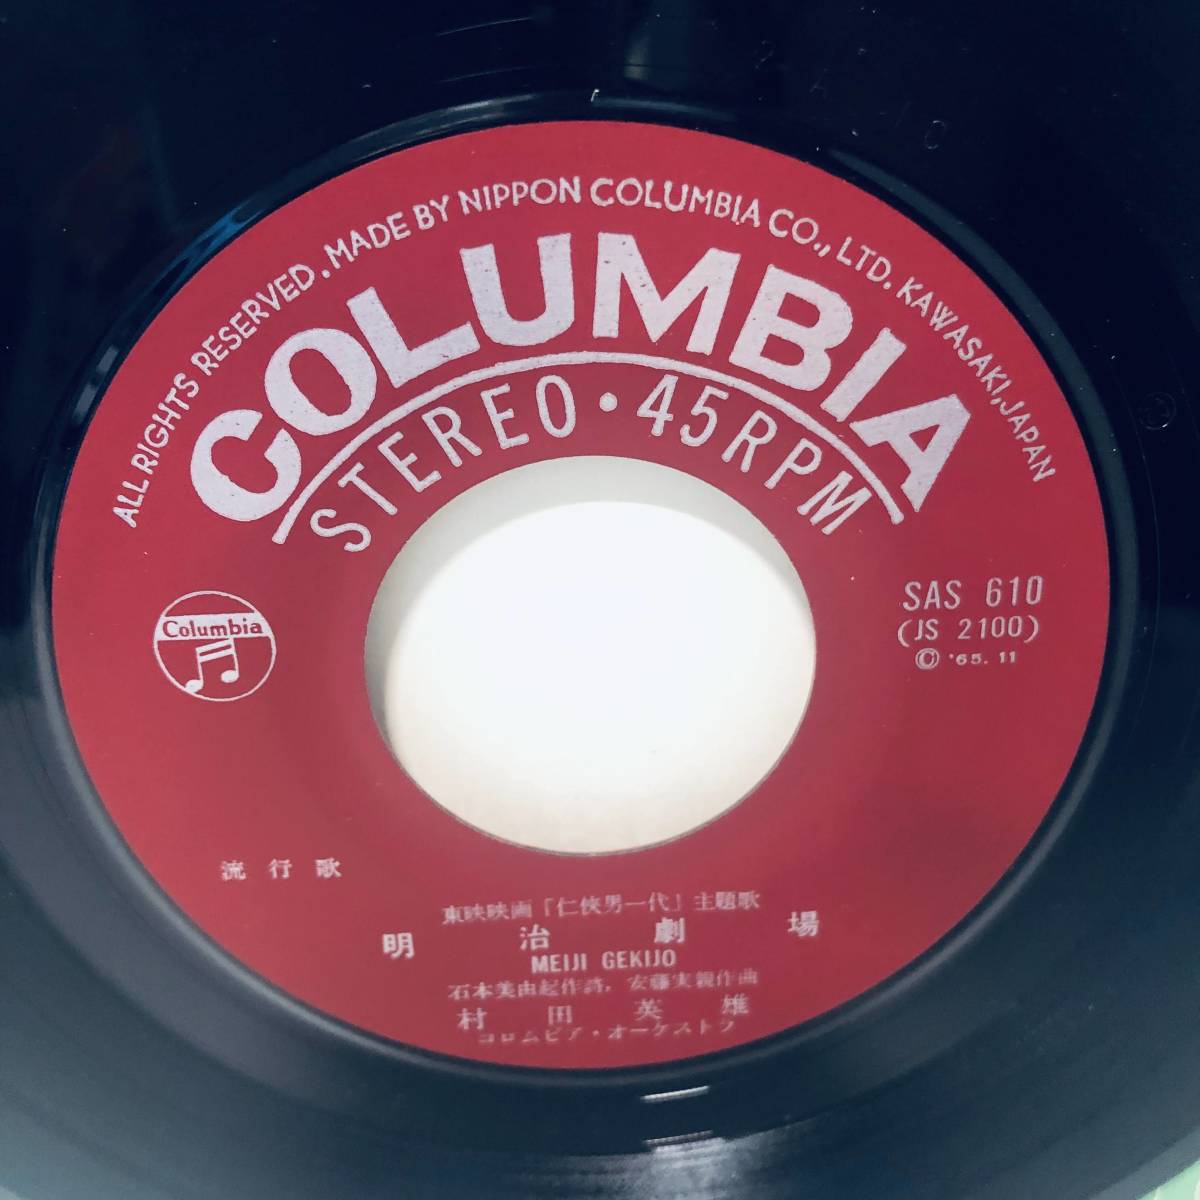 ALL RIGHTS RESERVED. MADE BY NIPPON COLUMBIA CO., LTD. KAWASAKI, JAPAN
COLUMBIA
STEREO・45RPM
Columbia
SAS 610
(JS 2100)
Ⓒ '65. 11
流行歌
東映映画「仁俠男一代」主題歌
明治劇場
MEIJI GEKIJO
石本美由起作詩，安藤実親作曲
村田英雄
コロムビア・オーケストラ